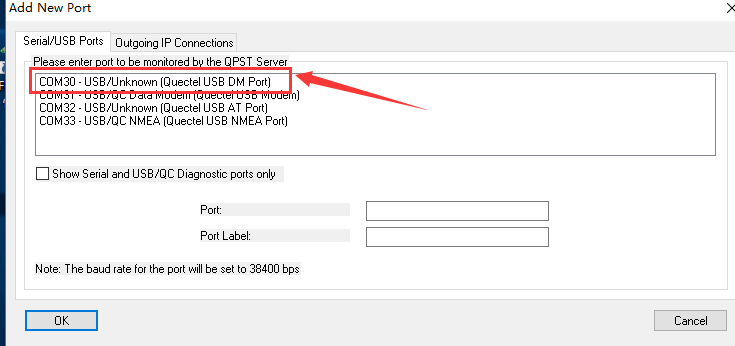 Add New Port
Serial/USB Ports
Outgoing IP Connections
Please enter port to be monitored by the QPST Server
COM30 - USB/Unknown (Quectel USB DM Port)
COM31 - USB/QC Data Modem (Quectel USB Modem)
COM32 - USB/Unknown (Quectel USB AT Port)
COM33 - USB/QC NMEA (Quectel USB NMEA Port)
Show Serial and USB/QC Diagnostic ports only
Port:
Port Label:
Note: The baud rate for the port will be set to 38400 bps
OK
Cancel